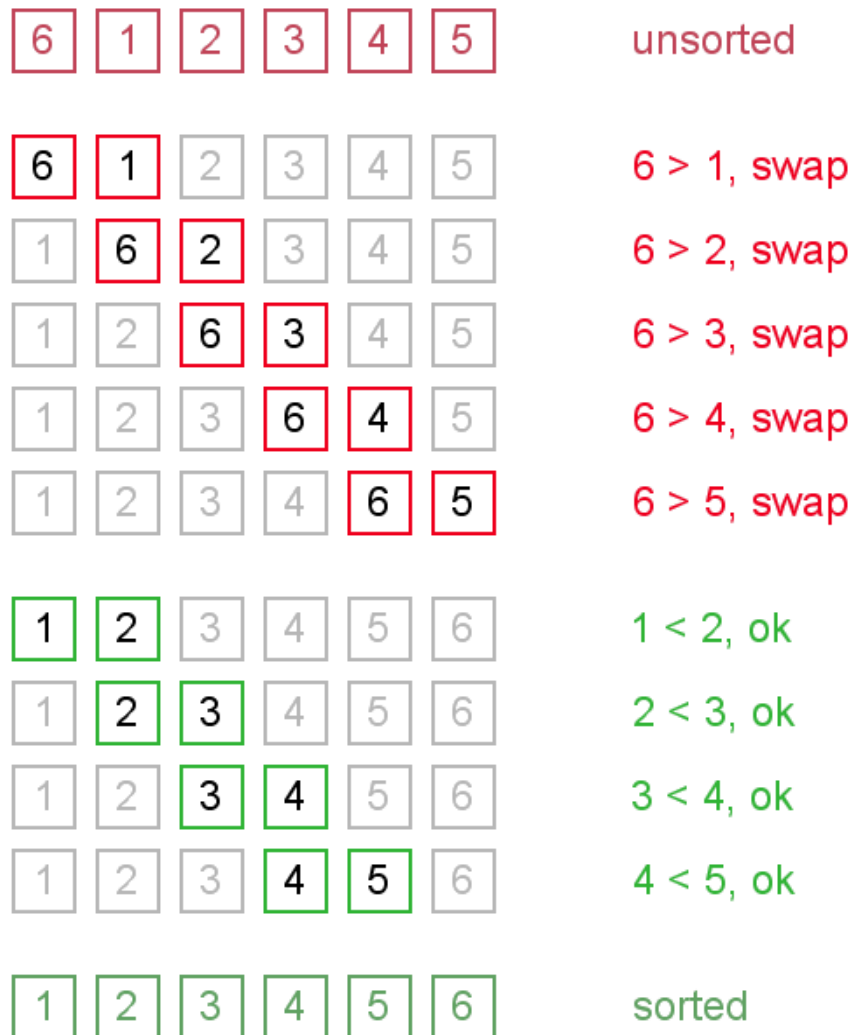 6 1 2 3 4 5 unsorted
6 1 2 3 4 5 6 > 1, swap
1 6 2 3 4 5 6 > 2, swap
1 2 6 3 4 5 6 > 3, swap
1 2 3 6 4 5 6 > 4, swap
1 2 3 4 6 5 6 > 5, swap
1 2 3 4 5 6 1 < 2, ok
1 2 3 4 5 6 2 < 3, ok
1 2 3 4 5 6 3 < 4, ok
1 2 3 4 5 6 4 < 5, ok
1 2 3 4 5 6 sorted